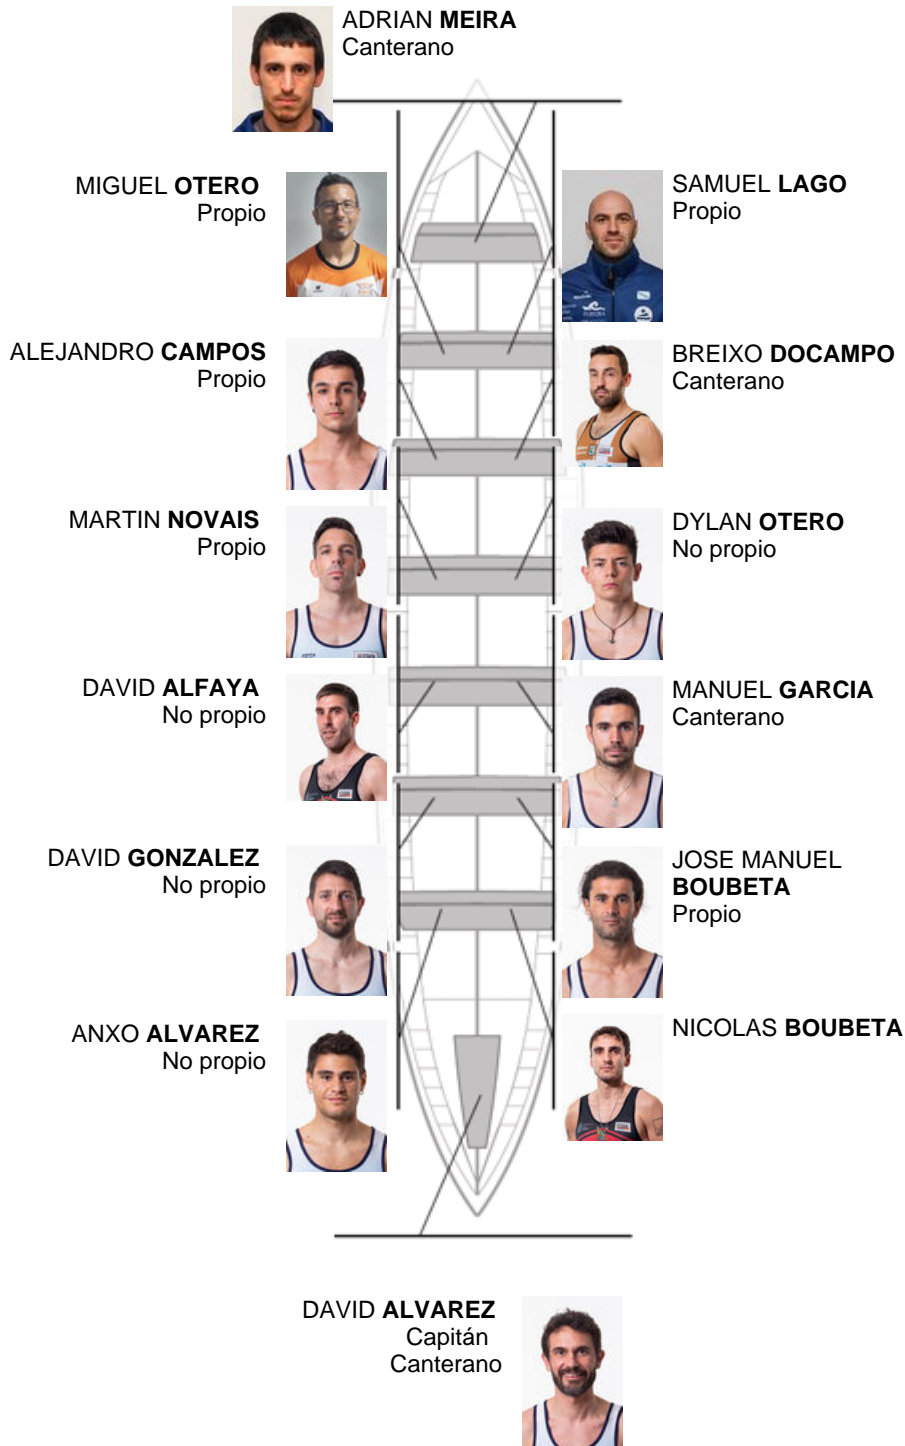 ADRIAN MEIRA
Canterano
MIGUEL OTERO
Propio
SAMUEL LAGO
Propio
ALEJANDRO CAMPOS
Propio
BREIXO DOCAMPO
Canterano
MARTIN NOVAIS
Propio
DYLAN OTERO
No propio
DAVID ALFAYA
No propio
MANUEL GARCIA
Canterano
DAVID GONZALEZ
No propio
JOSE MANUEL
BOUBETA
Propio
ANXO ALVAREZ
No propio
NICOLAS BOUBETA
DAVID ALVAREZ
Capitán
Canterano